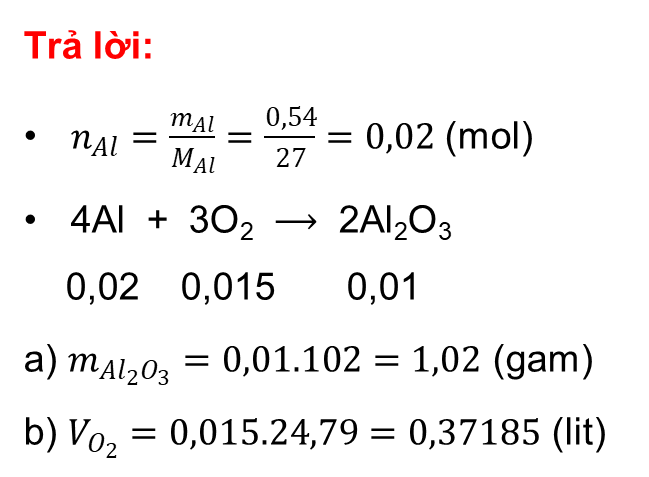 Trả lời:
• n_Al = m_Al/M_Al = 0,54/27 = 0,02 (mol)
• 4Al + 3O₂ ⟶ 2Al₂O₃
0,02 0,015 0,01
a) m_Al₂O₃ = 0,01.102 = 1,02 (gam)
b) V_O₂ = 0,015.24,79 = 0,37185 (lit)